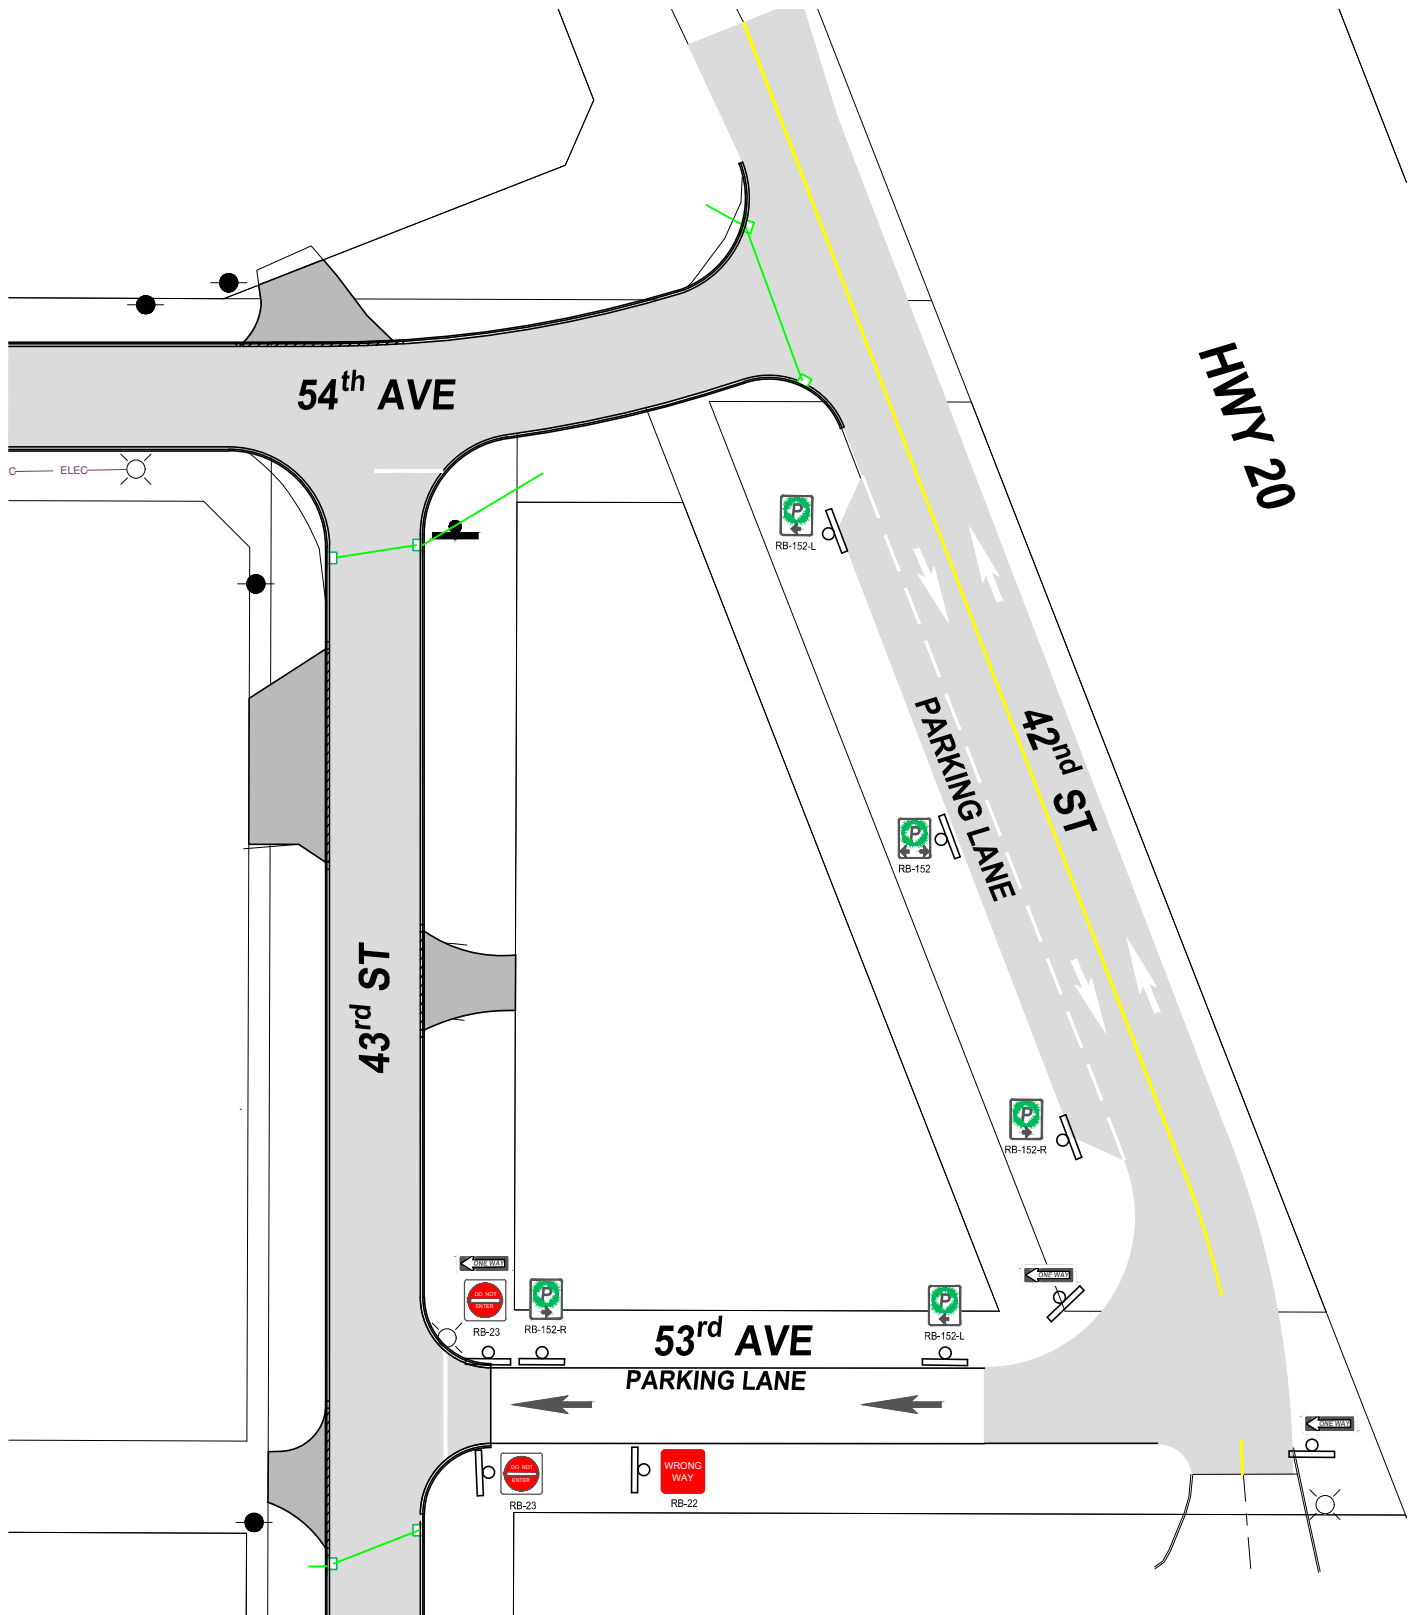 54th AVE
HWY 20
C
ELEC
P
RB-152-L
PARKING LANE
42nd ST
P
RB-152
43rd ST
P
RB-152-R
ONE WAY
DO NOT
ENTER
RB-23
P
RB-152-R
53rd AVE
PARKING LANE
P
RB-152-L
ONE WAY
ONE WAY
DO NOT
ENTER
RB-23
WRONG
WAY
RB-22